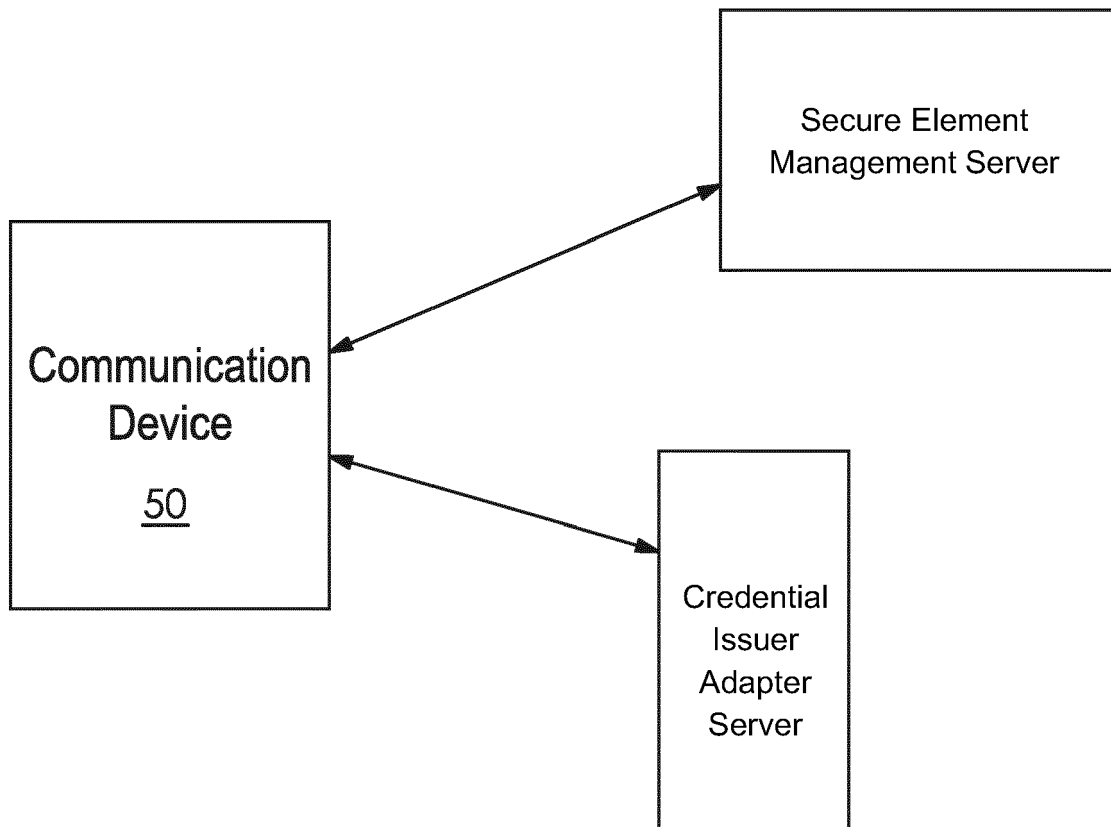 Secure Element
Management Server
Communication
Device
50
Credential
Issuer
Adapter
Server